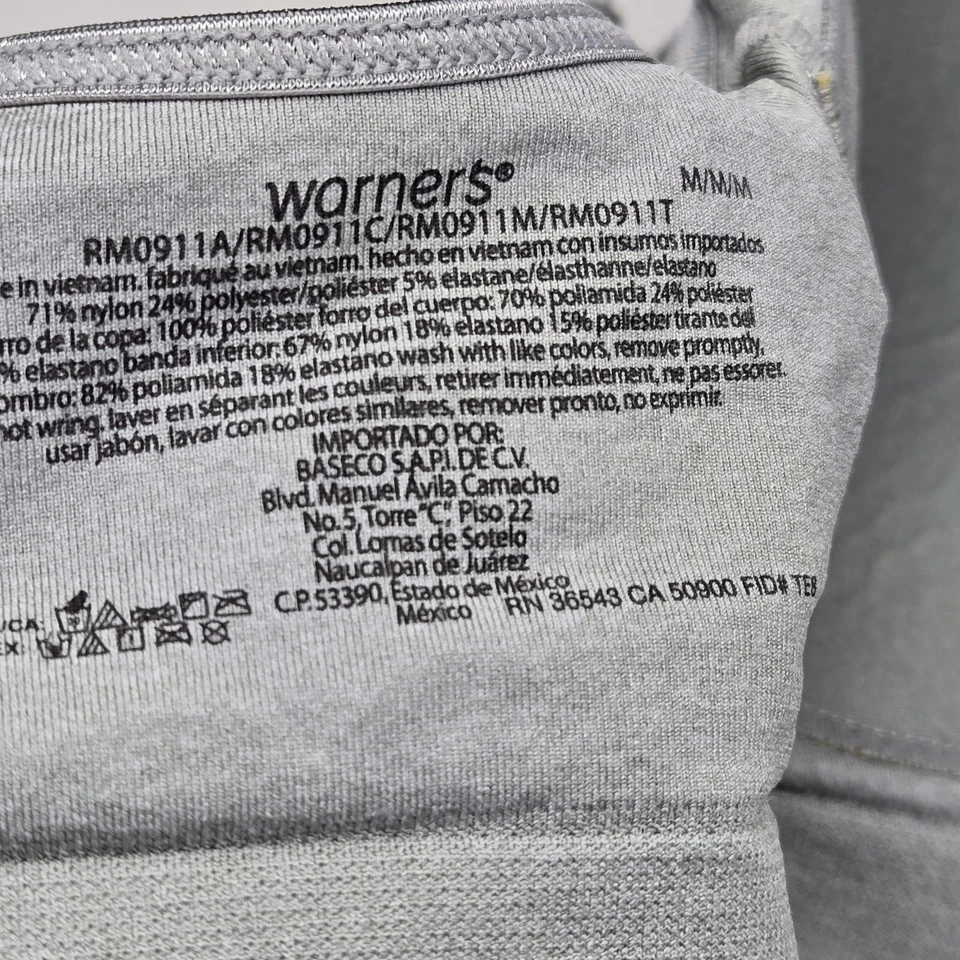 warner's®
M/M/M
RM0911A/RM0911C/RM0911M/RM0911T
e in vietnam. fabriqué au vietnam. hecho en vietnam con insumos importados
71% nylon 24% polyester/poliéster 5% elastane/élasthanne/elastano
rro de la copa: 100% poliéster forro del cuerpo: 70% poliamida 24% poliéster
% elastano banda inferior: 67% nylon 18% elastano 15% poliéster tirante del
ombro: 82% poliamida 18% elastano wash with like colors, remove promptly,
not wring. laver en séparant les couleurs, retirer immédiatement, ne pas essorer.
usar jabón, lavar con colores similares, remover pronto, no exprimir.
IMPORTADO POR:
BASECO S.A.P.I. DE C.V.
Blvd. Manuel Ávila Camacho
No. 5, Torre "C", Piso 22
Col. Lomas de Sotelo
Naucalpan de Juárez
C.P. 53390, Estado de México
México
RN 36543 CA 50900 FID# TE8
/CA:
EX: